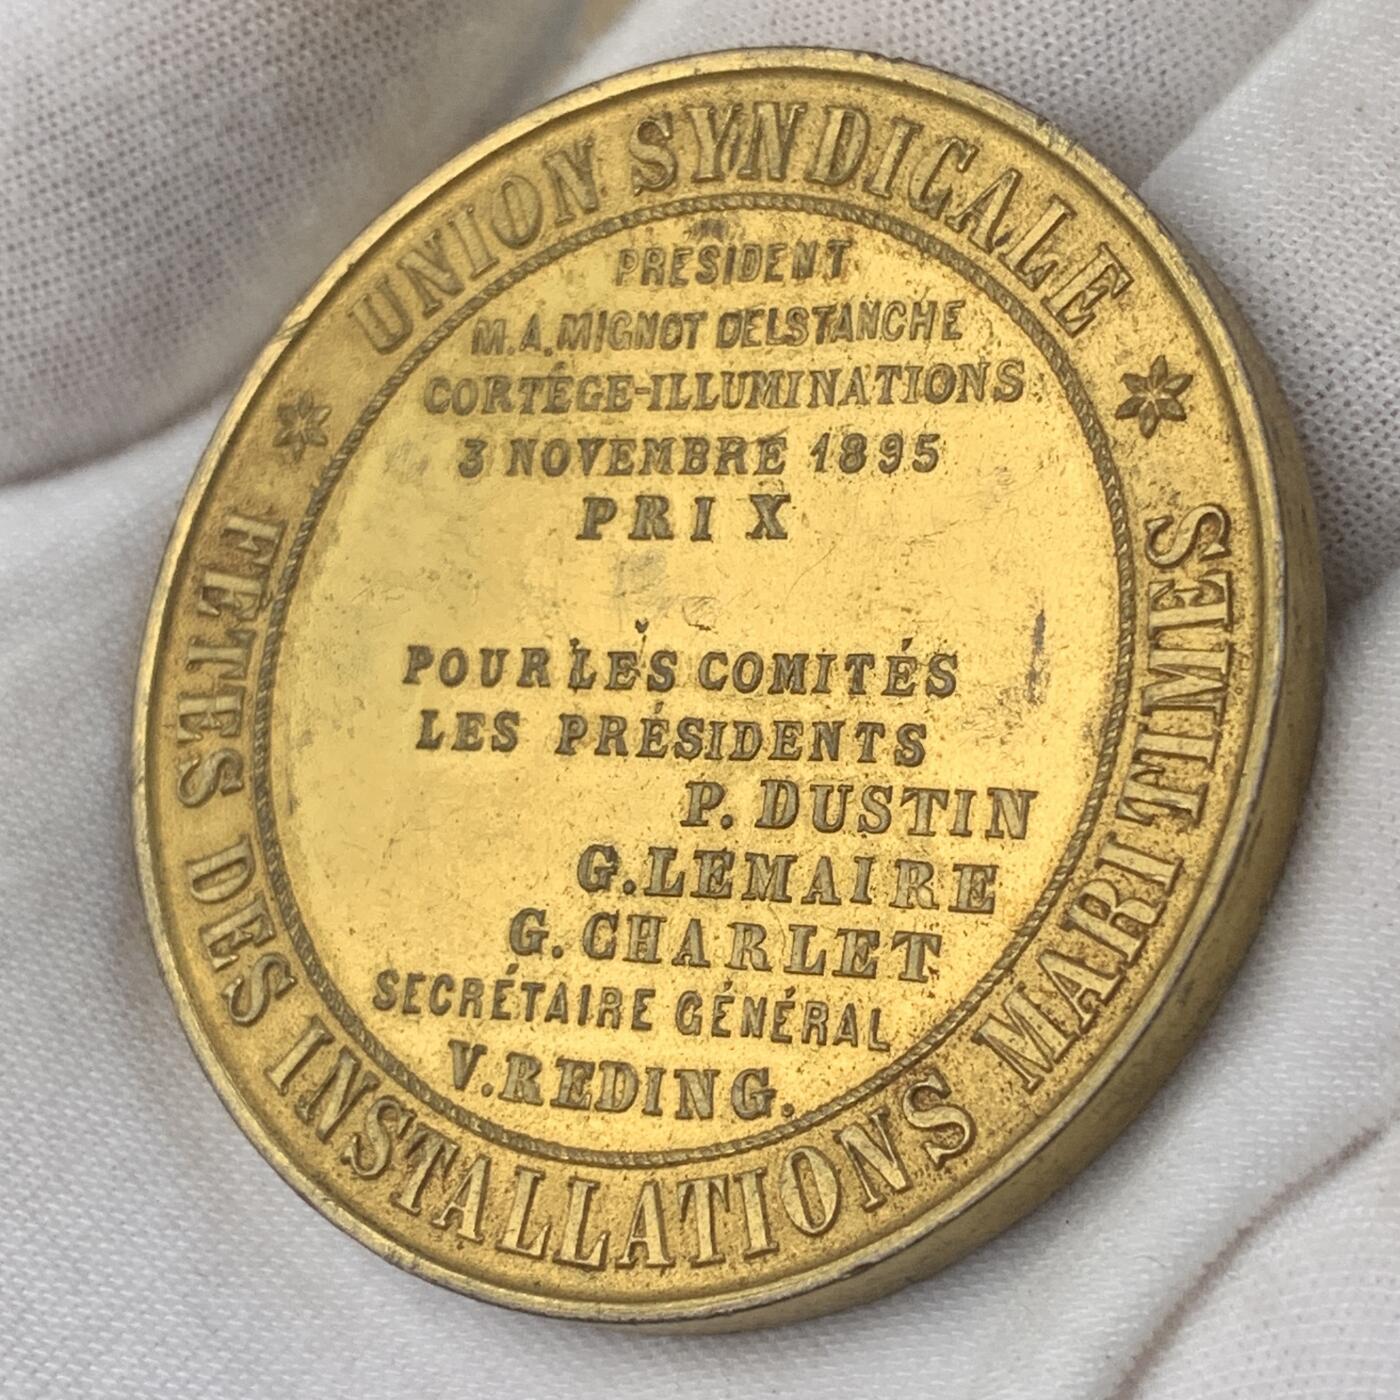 UNION SYNDICALE
PRESIDENT
M.A.MIGNOT DELSTANCHE
CORTÉGE-ILLUMINATIONS
3 NOVEMBRE 1895
PRIX
POUR LES COMITÉS
LES PRÉSIDENTS
P. DUSTIN
G. LEMAIRE
G. CHARLET
SECRÉTAIRE GÉNÉRAL
V. REDING.
FÊTES DES INSTALLATIONS MARITIMES